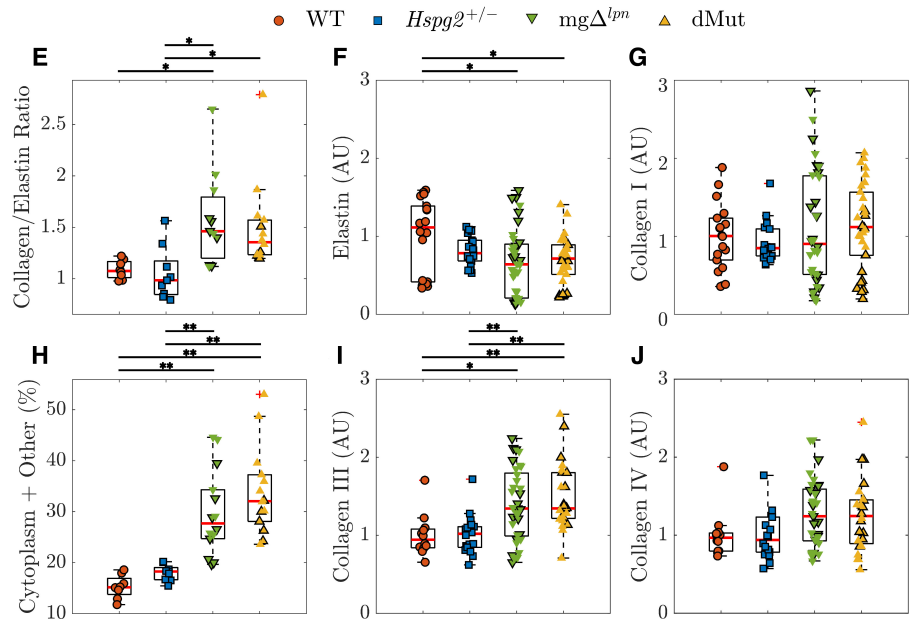 WT Hspg2+/− mgΔlpn dMut
E F G
* * *
* *
Collagen/Elastin Ratio
2.5
2
1.5
1
Elastin (AU)
3
2
1
0
Collagen I (AU)
3
2
1
0
H I J
** ** ** **
** ** ** *
Cytoplasm + Other (%)
50
40
30
20
10
Collagen III (AU)
3
2
1
0
Collagen IV (AU)
3
2
1
0